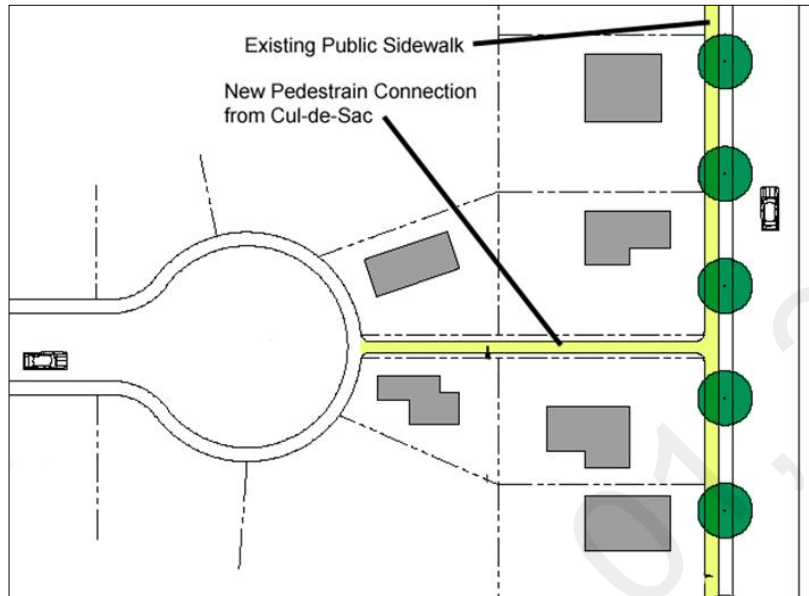 Existing Public Sidewalk
New Pedestrain Connection
from Cul-de-Sac